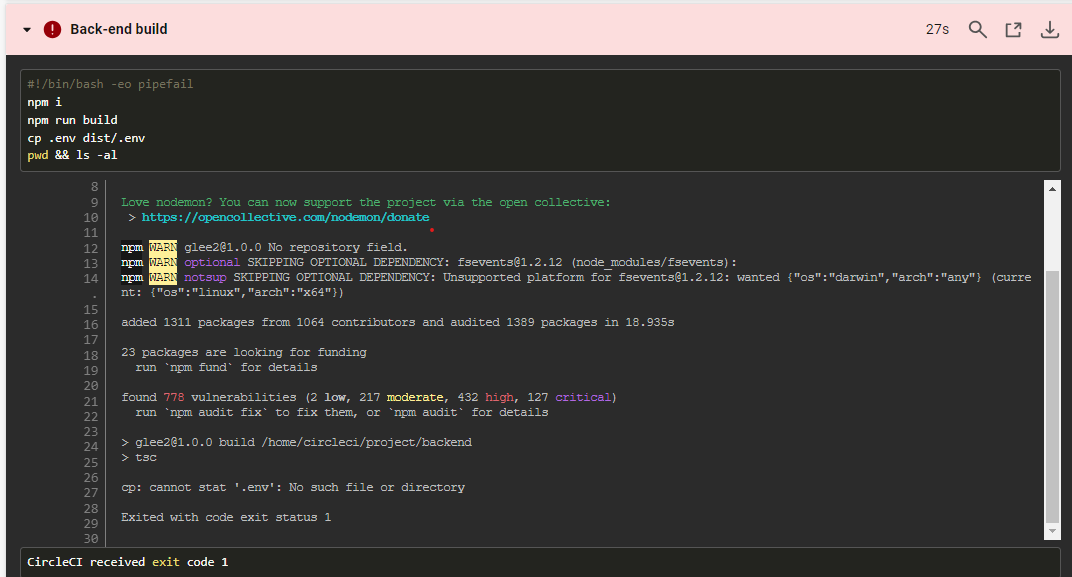 Back-end build
27s
#!/bin/bash -eo pipefail
npm i
npm run build
cp .env dist/.env
pwd && ls -al
8
9 Love nodemon? You can now support the project via the open collective:
10 > https://opencollective.com/nodemon/donate
11
12 npm WARN glee2@1.0.0 No repository field.
13 npm WARN optional SKIPPING OPTIONAL DEPENDENCY: fsevents@1.2.12 (node_modules/fsevents):
14 npm WARN notsup SKIPPING OPTIONAL DEPENDENCY: Unsupported platform for fsevents@1.2.12: wanted {"os":"darwin","arch":"any"} (curre
. nt: {"os":"linux","arch":"x64"})
15
16 added 1311 packages from 1064 contributors and audited 1389 packages in 18.935s
17
18 23 packages are looking for funding
19 run `npm fund` for details
20
21 found 778 vulnerabilities (2 low, 217 moderate, 432 high, 127 critical)
22 run `npm audit fix` to fix them, or `npm audit` for details
23
24 > glee2@1.0.0 build /home/circleci/project/backend
25 > tsc
26
27 cp: cannot stat '.env': No such file or directory
28
29 Exited with code exit status 1
30
CircleCI received exit code 1